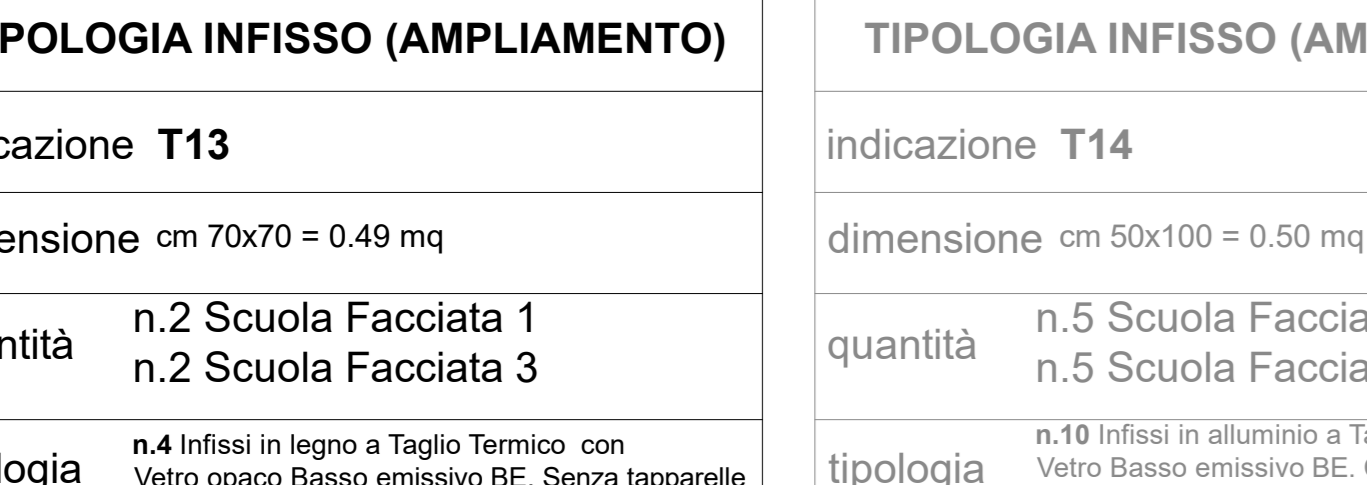 POLOGIA INFISSO (AMPLIAMENTO)
cazione T13
ensione cm 70x70 = 0.49 mq
ntità
n.2 Scuola Facciata 1
n.2 Scuola Facciata 3
logia
n.4 Infissi in legno a Taglio Termico con
Vetro opaco Basso emissivo BE. Senza tapparelle
TIPOLOGIA INFISSO (AM
indicazione T14
dimensione cm 50x100 = 0.50 mq
quantità
n.5 Scuola Faccia
n.5 Scuola Faccia
tipologia
n.10 Infissi in alluminio a Ta
Vetro Basso emissivo BE.